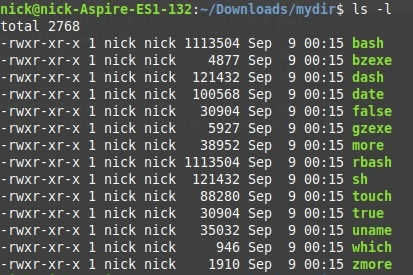 nick@nick-Aspire-ES1-132:~/Downloads/mydir$ ls -l
total 2768
-rwxr-xr-x 1 nick nick 1113504 Sep  9 00:15 bash
-rwxr-xr-x 1 nick nick    4877 Sep  9 00:15 bzexe
-rwxr-xr-x 1 nick nick  121432 Sep  9 00:15 dash
-rwxr-xr-x 1 nick nick  100568 Sep  9 00:15 date
-rwxr-xr-x 1 nick nick   30904 Sep  9 00:15 false
-rwxr-xr-x 1 nick nick    5927 Sep  9 00:15 gzexe
-rwxr-xr-x 1 nick nick   38952 Sep  9 00:15 more
-rwxr-xr-x 1 nick nick 1113504 Sep  9 00:15 rbash
-rwxr-xr-x 1 nick nick  121432 Sep  9 00:15 sh
-rwxr-xr-x 1 nick nick   88280 Sep  9 00:15 touch
-rwxr-xr-x 1 nick nick   30904 Sep  9 00:15 true
-rwxr-xr-x 1 nick nick   35032 Sep  9 00:15 uname
-rwxr-xr-x 1 nick nick     946 Sep  9 00:15 which
-rwxr-xr-x 1 nick nick    1910 Sep  9 00:15 zmore